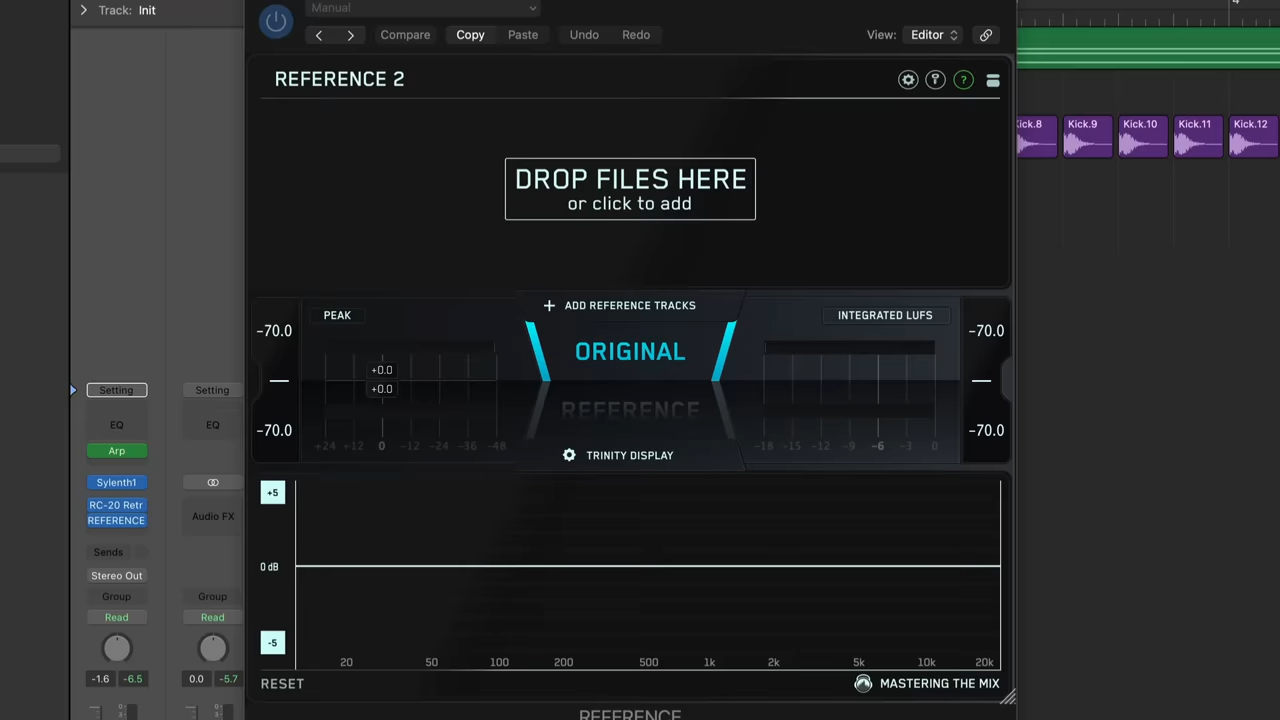 Track: Init
Manual
Compare
Copy
Paste
Undo
Redo
View:
Editor
REFERENCE 2
?
DROP FILES HERE
or click to add
Kick.8
Kick.9
Kick.10
Kick.11
Kick.12
+ ADD REFERENCE TRACKS
PEAK
INTEGRATED LUFS
-70.0
-70.0
ORIGINAL
+0.0
+0.0
REFERENCE
-70.0
-70.0
+24 +12 0 -12 -24 -36 -48
-18 -15 -12 -9 -6 -3 0
TRINITY DISPLAY
Setting
Setting
EQ
EQ
Arp
Sylenth1
RC-20 Retr
REFERENCE
Audio FX
Sends
Stereo Out
Group
Group
Read
Read
-1.6 -6.5
0.0 -5.7
+5
0 dB
-5
20 50 100 200 500 1k 2k 5k 10k 20k
RESET
MASTERING THE MIX
REFERENCE